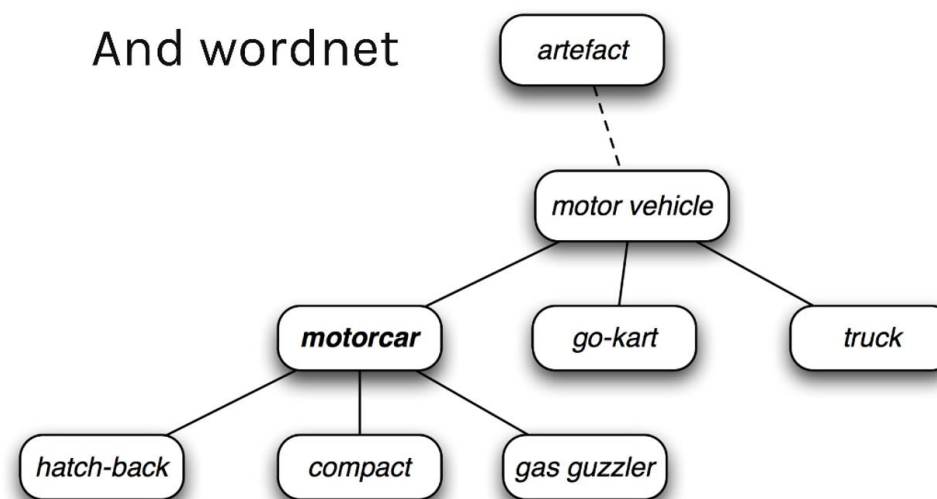 And wordnet
artefact
motor vehicle
motorcar
go-kart
truck
hatch-back
compact
gas guzzler